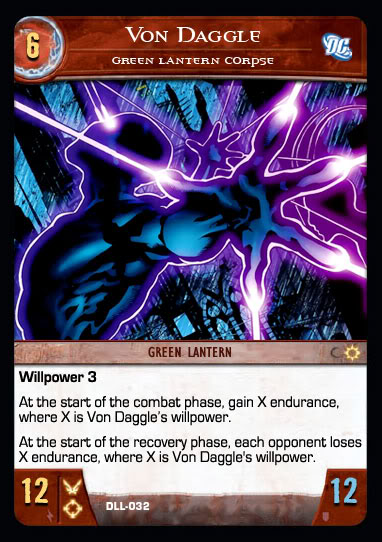 6
Von Daggle
DC
Green Lantern Corpse
GREEN LANTERN
C
Willpower 3
At the start of the combat phase, gain X endurance,
where X is Von Daggle's willpower.
At the start of the recovery phase, each opponent loses
X endurance, where X is Von Daggle's willpower.
12
12
DLL-032